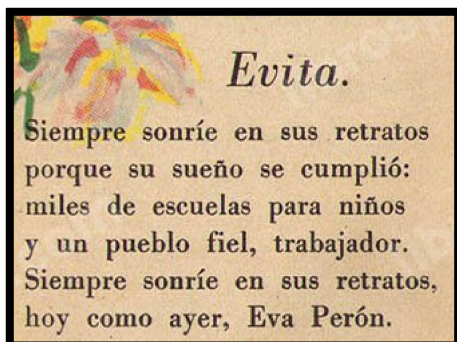 Evita.
Siempre sonríe en sus retratos
porque su sueño se cumplió:
miles de escuelas para niños
y un pueblo fiel, trabajador.
Siempre sonríe en sus retratos,
hoy como ayer, Eva Perón.